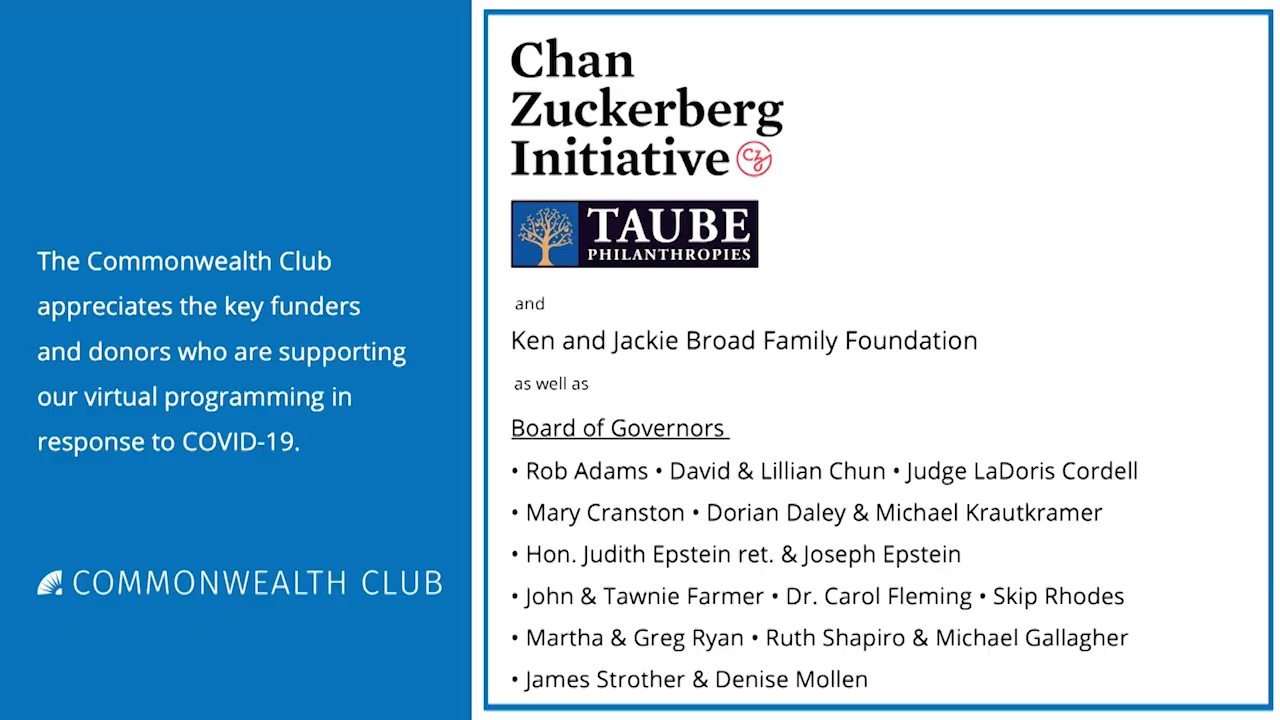 The Commonwealth Club
appreciates the key funders
and donors who are supporting
our virtual programming in
response to COVID-19.
COMMONWEALTH CLUB
Chan
Zuckerberg
Initiative
CZ
TAUBE
PHILANTHROPIES
and
Ken and Jackie Broad Family Foundation
as well as
Board of Governors
• Rob Adams • David & Lillian Chun • Judge LaDoris Cordell
• Mary Cranston • Dorian Daley & Michael Krautkramer
• Hon. Judith Epstein ret. & Joseph Epstein
• John & Tawnie Farmer • Dr. Carol Fleming • Skip Rhodes
• Martha & Greg Ryan • Ruth Shapiro & Michael Gallagher
• James Strother & Denise Mollen